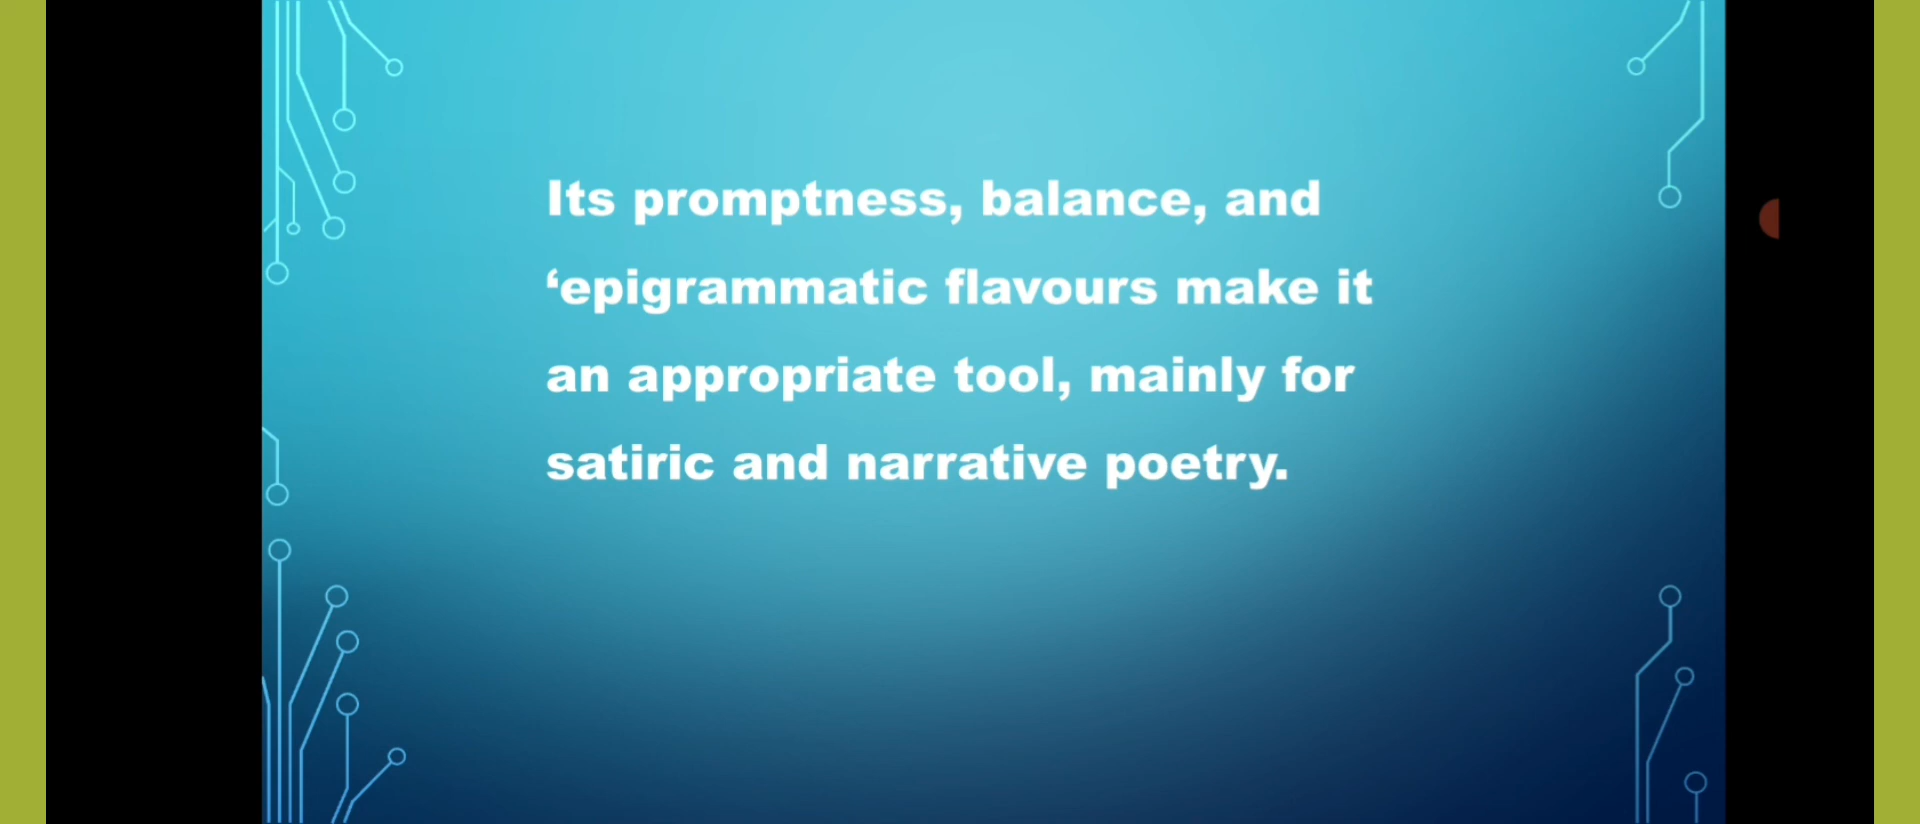 Its promptness, balance, and
‘epigrammatic flavours make it
an appropriate tool, mainly for
satiric and narrative poetry.